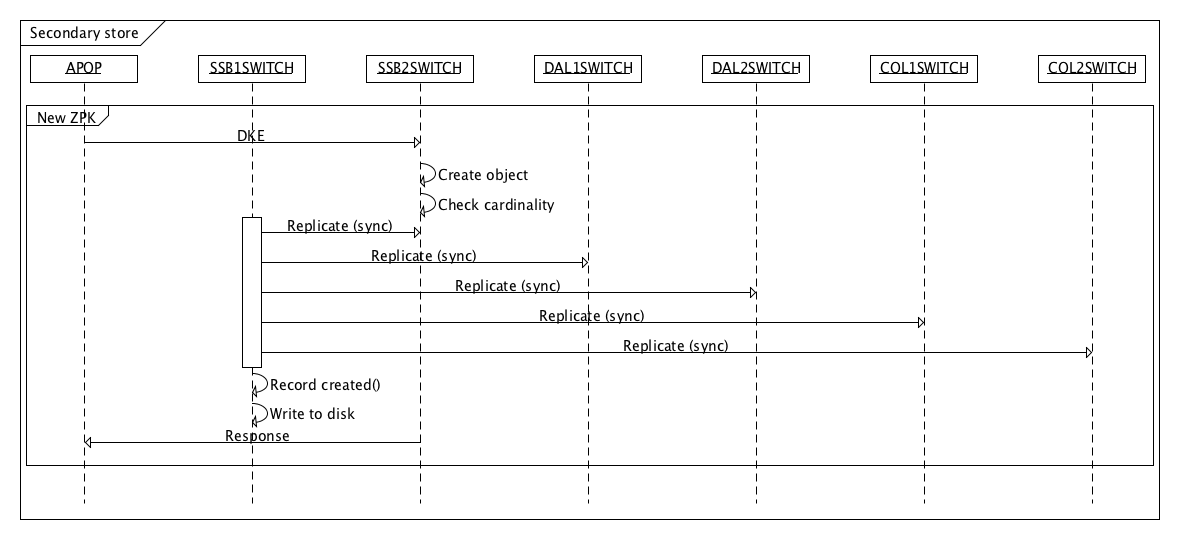 Secondary store
APOP SSB1SWITCH SSB2SWITCH DAL1SWITCH DAL2SWITCH COL1SWITCH COL2SWITCH
New ZPK
DKE
Create object
Check cardinality
Replicate (sync)
Replicate (sync)
Replicate (sync)
Replicate (sync)
Replicate (sync)
Record created()
Write to disk
Response